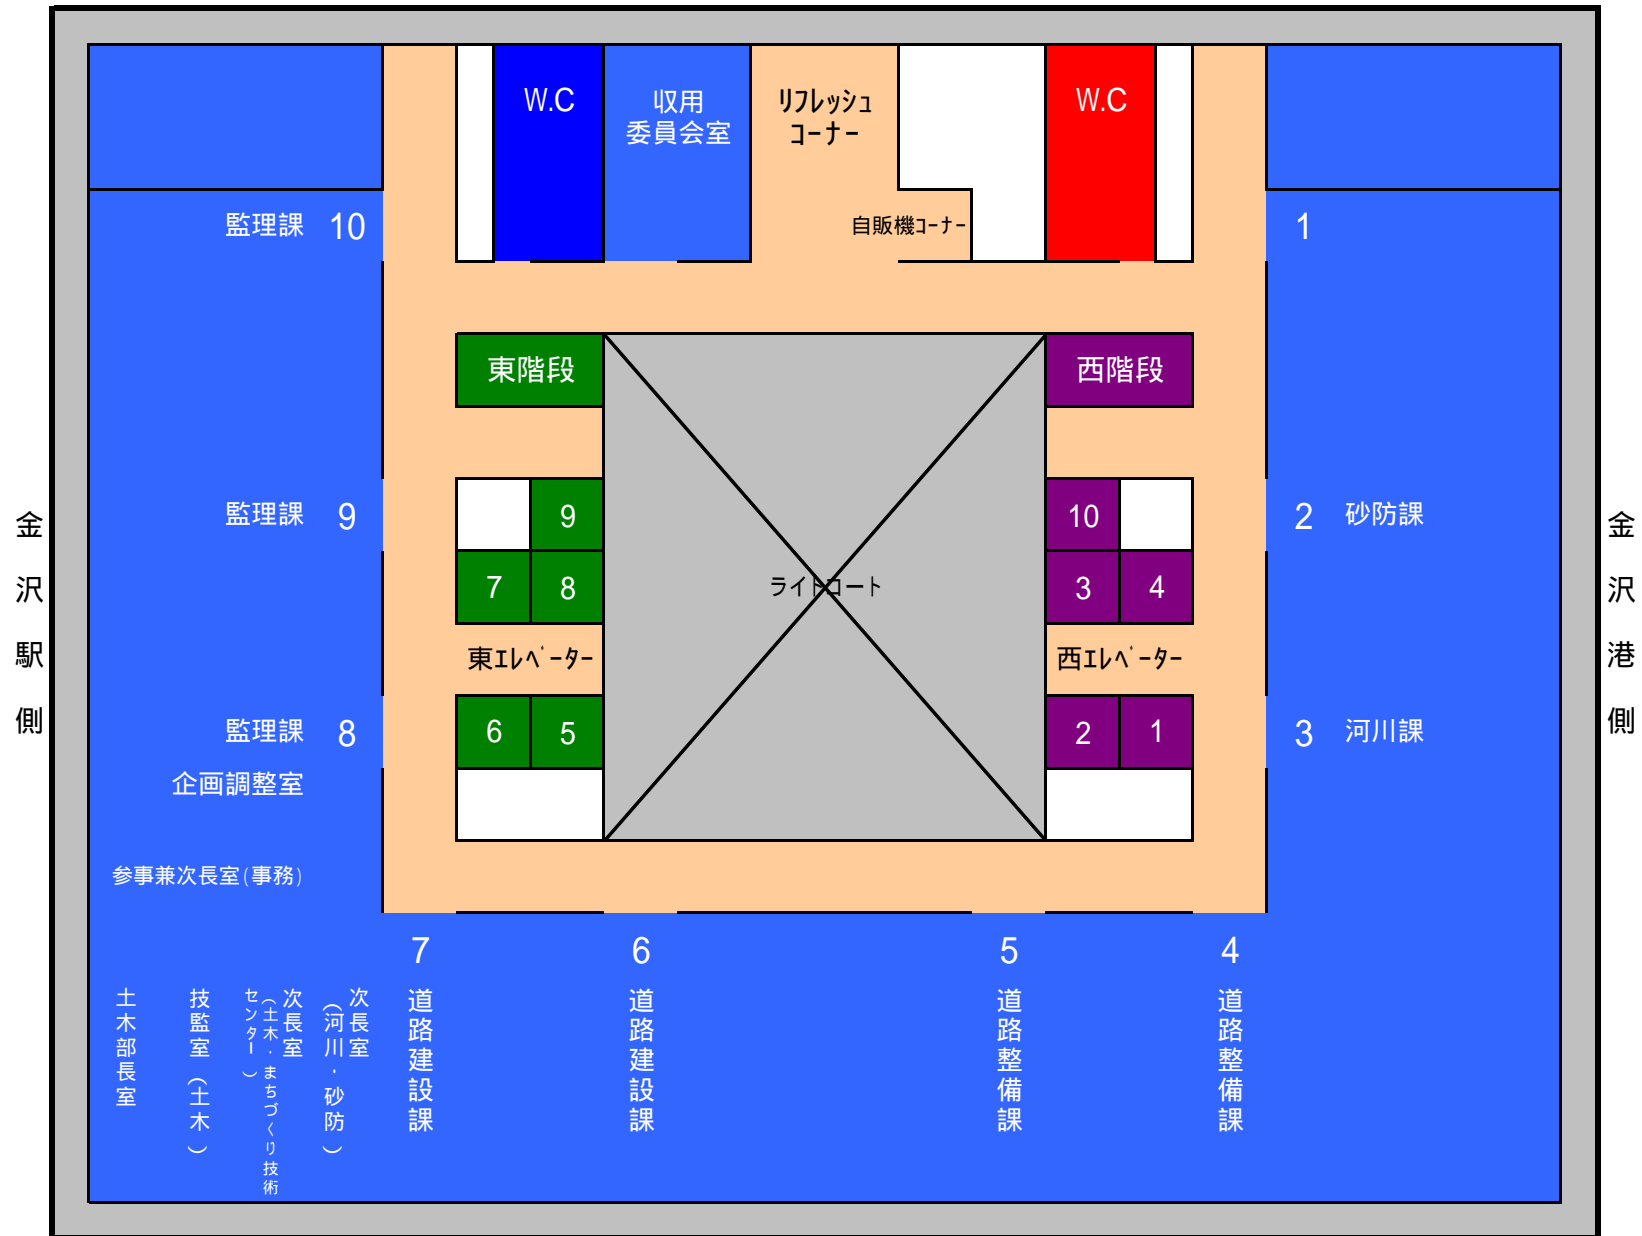 W.C
収用
委員会室
リフレッシュ
コーナー
W.C
自販機コーナー
監理課 10
1
東階段
西階段
監理課 9
9
7
8
10
3
4
2 砂防課
ライトコート
東エレベーター
西エレベーター
監理課 8
企画調整室
6
5
2
1
3 河川課
参事兼次長室(事務)
金沢駅側
金沢港側
7
道路建設課
6
道路建設課
5
道路整備課
4
道路整備課
土木部長室
技監室(土木)
次長室
(土木・まちづくり技術
センター)
次長室
(河川・砂防)